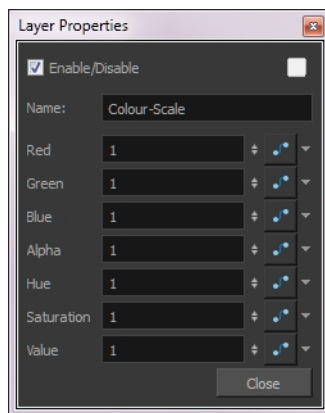 Layer Properties
Enable/Disable
Name: Colour-Scale
Red 1
Green 1
Blue 1
Alpha 1
Hue 1
Saturation 1
Value 1
Close